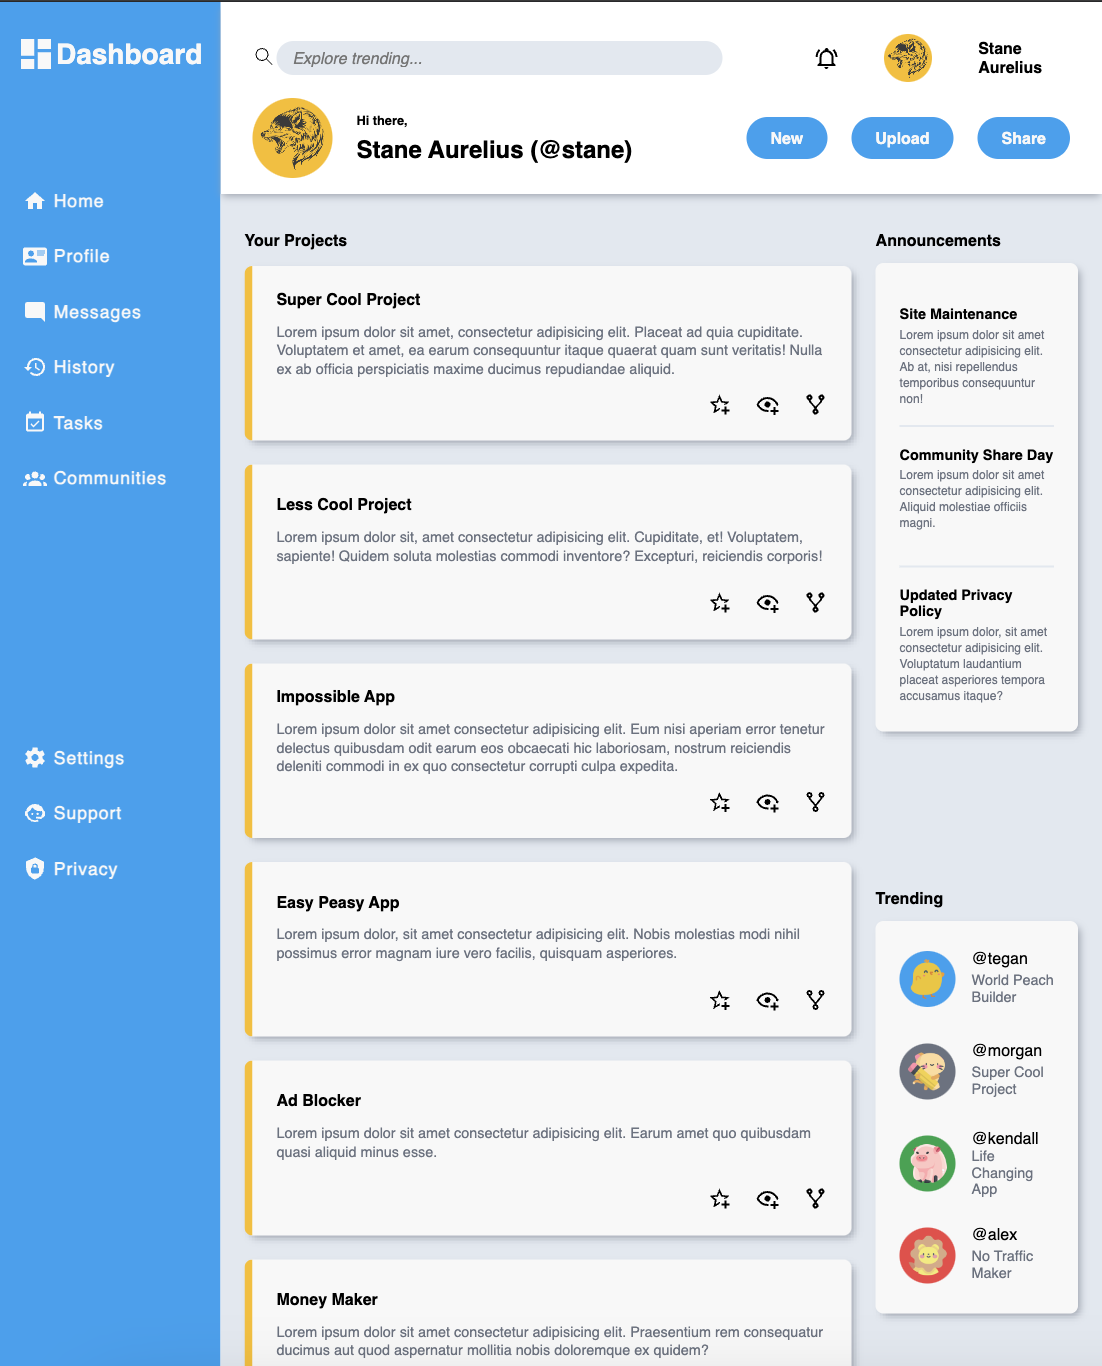 Dashboard
Home
Profile
Messages
History
Tasks
Communities
Settings
Support
Privacy
Explore trending...
Stane
Aurelius
Hi there,
Stane Aurelius (@stane)
New
Upload
Share
Your Projects
Super Cool Project
Lorem ipsum dolor sit amet, consectetur adipisicing elit. Placeat ad quia cupiditate.
Voluptatem et amet, ea earum consequuntur itaque quaerat quam sunt veritatis! Nulla
ex ab officia perspiciatis maxime ducimus repudiandae aliquid.
Less Cool Project
Lorem ipsum dolor sit, amet consectetur adipisicing elit. Cupiditate, et! Voluptatem,
sapiente! Quidem soluta molestias commodi inventore? Excepturi, reiciendis corporis!
Impossible App
Lorem ipsum dolor sit amet consectetur adipisicing elit. Eum nisi aperiam error tenetur
delectus quibusdam odit earum eos obcaecati hic laboriosam, nostrum reiciendis
deleniti commodi in ex quo consectetur corrupti culpa expedita.
Easy Peasy App
Lorem ipsum dolor, sit amet consectetur adipisicing elit. Nobis molestias modi nihil
possimus error magnam iure vero facilis, quisquam asperiores.
Ad Blocker
Lorem ipsum dolor sit amet consectetur adipisicing elit. Earum amet quo quibusdam
quasi aliquid minus esse.
Money Maker
Lorem ipsum dolor sit amet consectetur adipisicing elit. Praesentium rem consequatur
ducimus aut quod aspernatur mollitia nobis doloremque ex quidem?
Announcements
Site Maintenance
Lorem ipsum dolor sit amet
consectetur adipisicing elit.
Ab at, nisi repellendus
temporibus consequuntur
non!
Community Share Day
Lorem ipsum dolor sit amet
consectetur adipisicing elit.
Aliquid molestiae officiis
magni.
Updated Privacy
Policy
Lorem ipsum dolor, sit amet
consectetur adipisicing elit.
Voluptatum laudantium
placeat asperiores tempora
accusamus itaque?
Trending
@tegan
World Peach
Builder
@morgan
Super Cool
Project
@kendall
Life
Changing
App
@alex
No Traffic
Maker